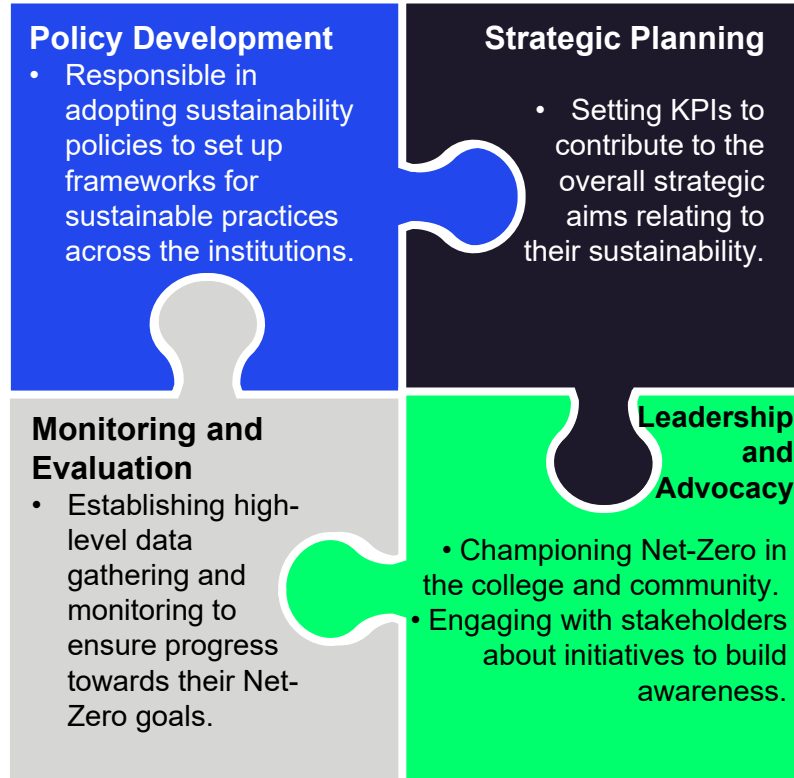 Policy Development
• Responsible in
adopting sustainability
policies to set up
frameworks for
sustainable practices
across the institutions.
Strategic Planning
• Setting KPIs to
contribute to the
overall strategic
aims relating to
their sustainability.
Monitoring and
Evaluation
• Establishing high-
level data
gathering and
monitoring to
ensure progress
towards their Net-
Zero goals.
Leadership
and
Advocacy
• Championing Net-Zero in
the college and community.
• Engaging with stakeholders
about initiatives to build
awareness.